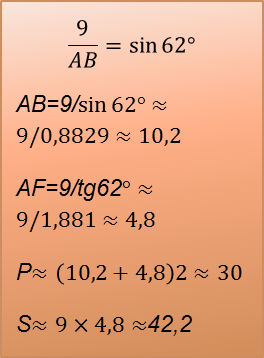 9/AB = sin 62°
AB=9/sin 62° ≈
9/0,8829 ≈ 10,2
AF=9/tg62° ≈
9/1,881 ≈ 4,8
P≈ (10,2 + 4,8)2 ≈ 30
S≈ 9 × 4,8 ≈42,2